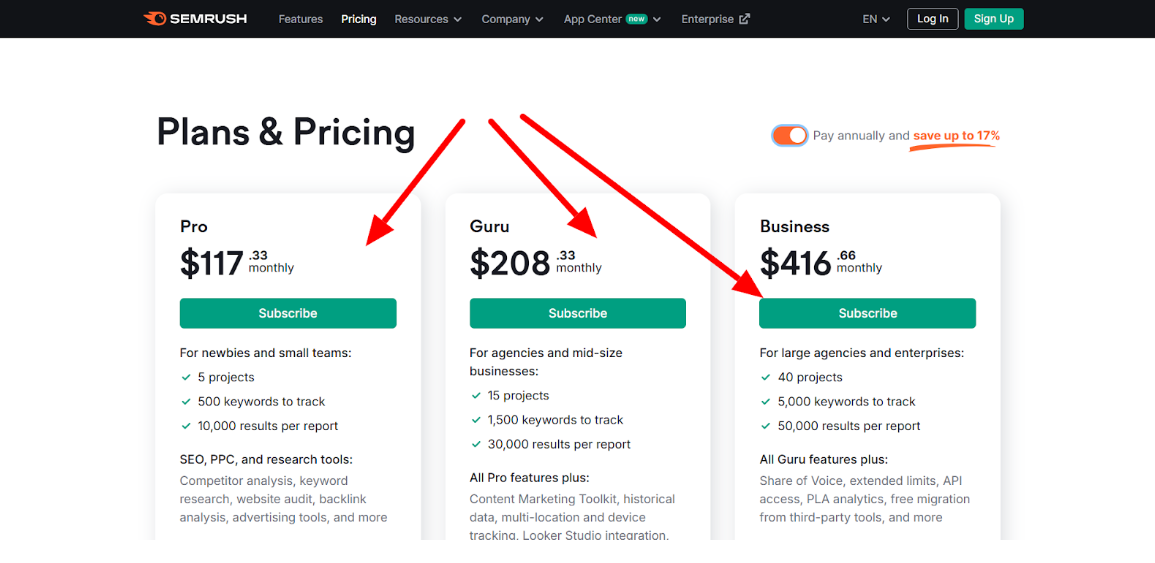 SEMRUSH Features Pricing Resources Company App Center new Enterprise EN Log In Sign Up
Plans & Pricing
Pay annually and save up to 17%
Pro
$117.33 monthly
Subscribe
For newbies and small teams:
5 projects
500 keywords to track
10,000 results per report
SEO, PPC, and research tools:
Competitor analysis, keyword
research, website audit, backlink
analysis, advertising tools, and more
Guru
$208.33 monthly
Subscribe
For agencies and mid-size
businesses:
15 projects
1,500 keywords to track
30,000 results per report
All Pro features plus:
Content Marketing Toolkit, historical
data, multi-location and device
tracking, Looker Studio integration,
Business
$416.66 monthly
Subscribe
For large agencies and enterprises:
40 projects
5,000 keywords to track
50,000 results per report
All Guru features plus:
Share of Voice, extended limits, API
access, PLA analytics, free migration
from third-party tools, and more